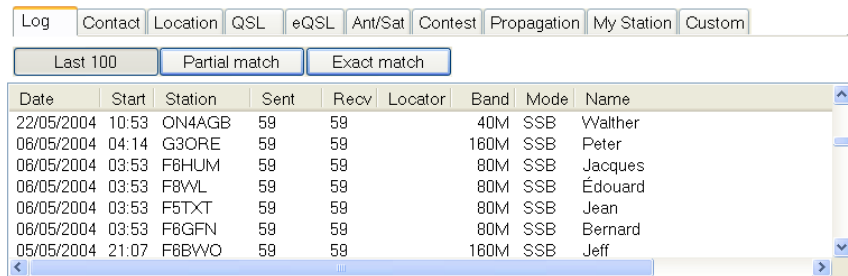 Log Contact Location QSL eQSL Ant/Sat Contest Propagation My Station Custom
Last 100 Partial match Exact match
Date Start Station Sent Recv Locator Band Mode Name
22/05/2004 10:53 ON4AGB 59 59 40M SSB Walther
06/05/2004 04:14 G3ORE 59 59 160M SSB Peter
06/05/2004 03:53 F6HUM 59 59 80M SSB Jacques
06/05/2004 03:53 F8WL 59 59 80M SSB Édouard
06/05/2004 03:53 F5TXT 59 59 80M SSB Jean
06/05/2004 03:53 F6GFN 59 59 80M SSB Bernard
05/05/2004 21:07 F6BWO 59 59 160M SSB Jeff